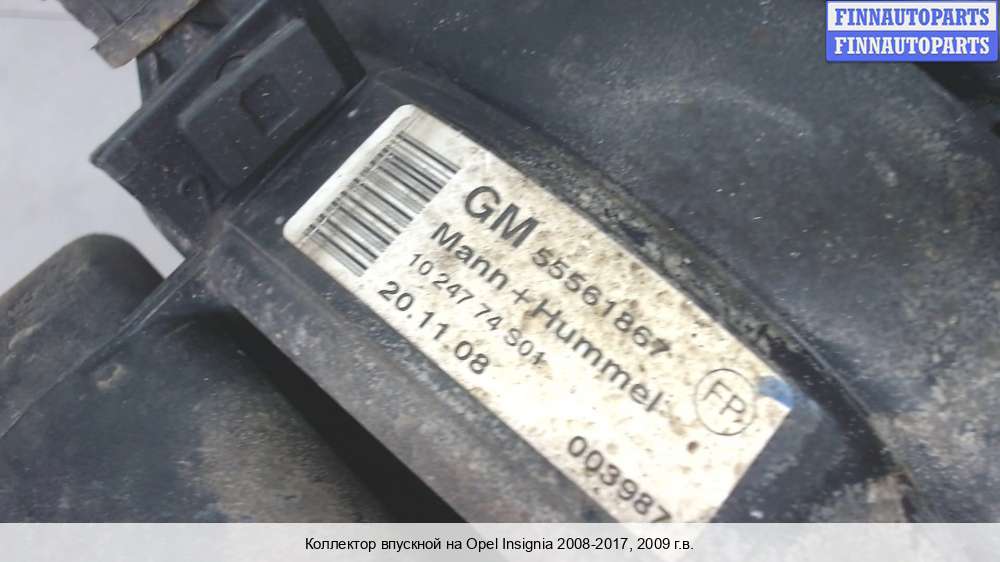 FINNAUTOPARTS
FINNAUTOPARTS
GM 55561867
Mann+Hummel
10 247 74 S01
20.11.08
FP
003987
Коллектор впускной на Opel Insignia 2008-2017, 2009 г.в.